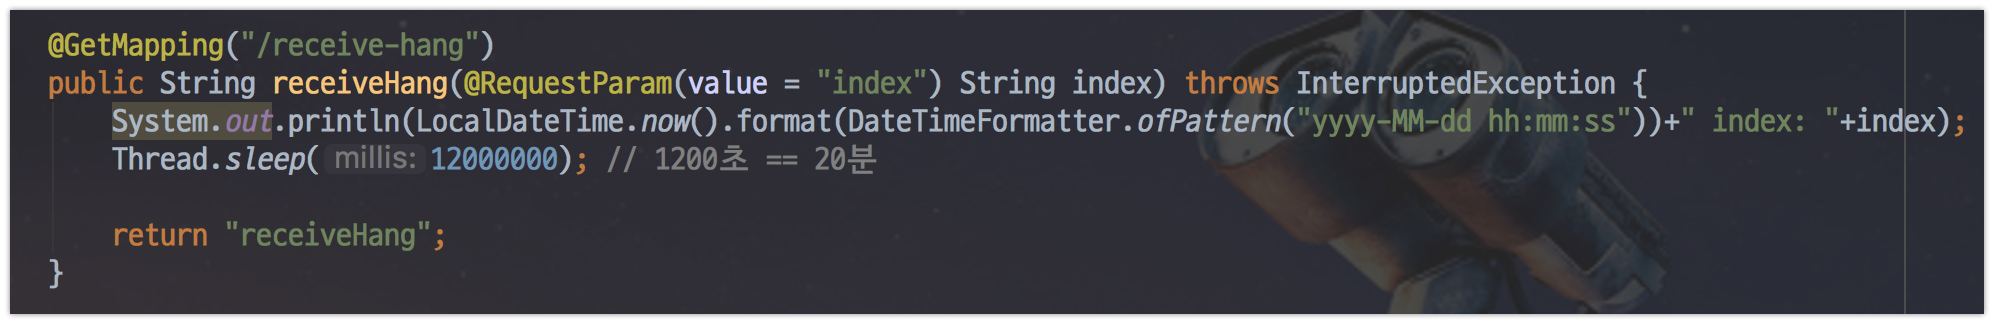 @GetMapping("/receive-hang")
public String receiveHang(@RequestParam(value = "index") String index) throws InterruptedException {
    System.out.println(LocalDateTime.now().format(DateTimeFormatter.ofPattern("yyyy-MM-dd hh:mm:ss"))+" index: "+index);
    Thread.sleep( millis: 12000000); // 1200초 == 20분
    return "receiveHang";
}